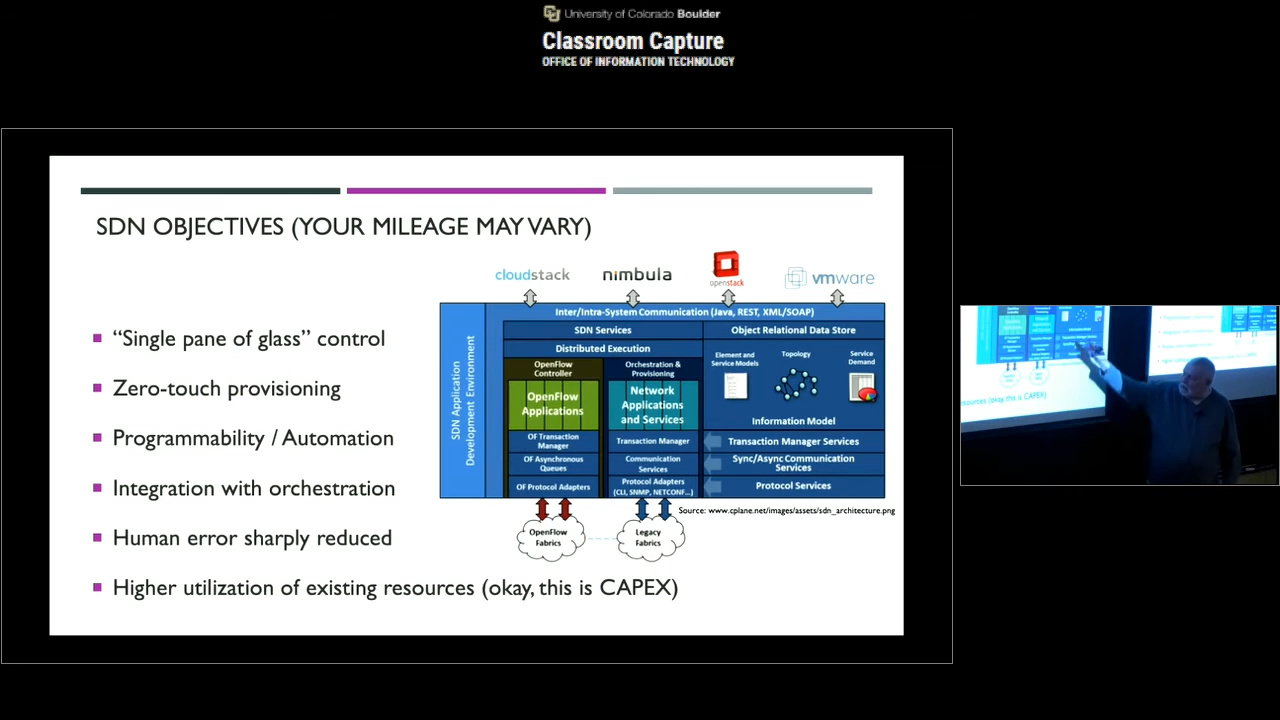 University of Colorado Boulder
Classroom Capture
OFFICE OF INFORMATION TECHNOLOGY
SDN OBJECTIVES (YOUR MILEAGE MAY VARY)
“Single pane of glass” control
Zero-touch provisioning
Programmability / Automation
Integration with orchestration
Human error sharply reduced
Higher utilization of existing resources (okay, this is CAPEX)
cloudstack
nimbula
openstack
vmware
Inter/Intra-System Communication (Java, REST, XML/SOAP)
SDN Application
Development Environment
SDN Services
Object Relational Data Store
Distributed Execution
OpenFlow
Controller
Orchestration &
Provisioning
Element and
Service Models
Topology
Service
Demand
OpenFlow
Applications
Network
Applications
and Services
Information Model
OF Transaction
Manager
Transaction Manager
Transaction Manager Services
OF Asynchronous
Queues
Communication
Services
Sync/Async Communication
Services
OF Protocol Adapters
Protocol Adapters
(CLI, SNMP, NETCONF...)
Protocol Services
Source: www.cplane.net/images/assets/sdn_architecture.png
OpenFlow
Fabrics
Legacy
Fabrics